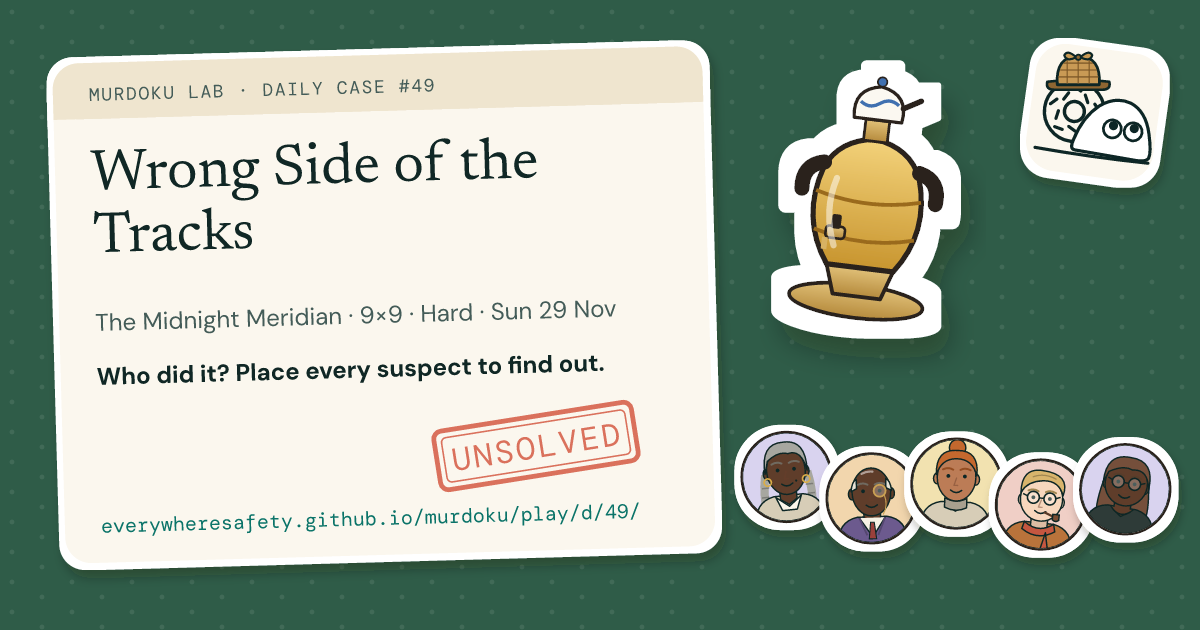 MURDOKU LAB · DAILY CASE #49
Wrong Side of the
Tracks
The Midnight Meridian · 9×9 · Hard · Sun 29 Nov
Who did it? Place every suspect to find out.
UNSOLVED
everywheresafety.github.io/murdoku/play/d/49/